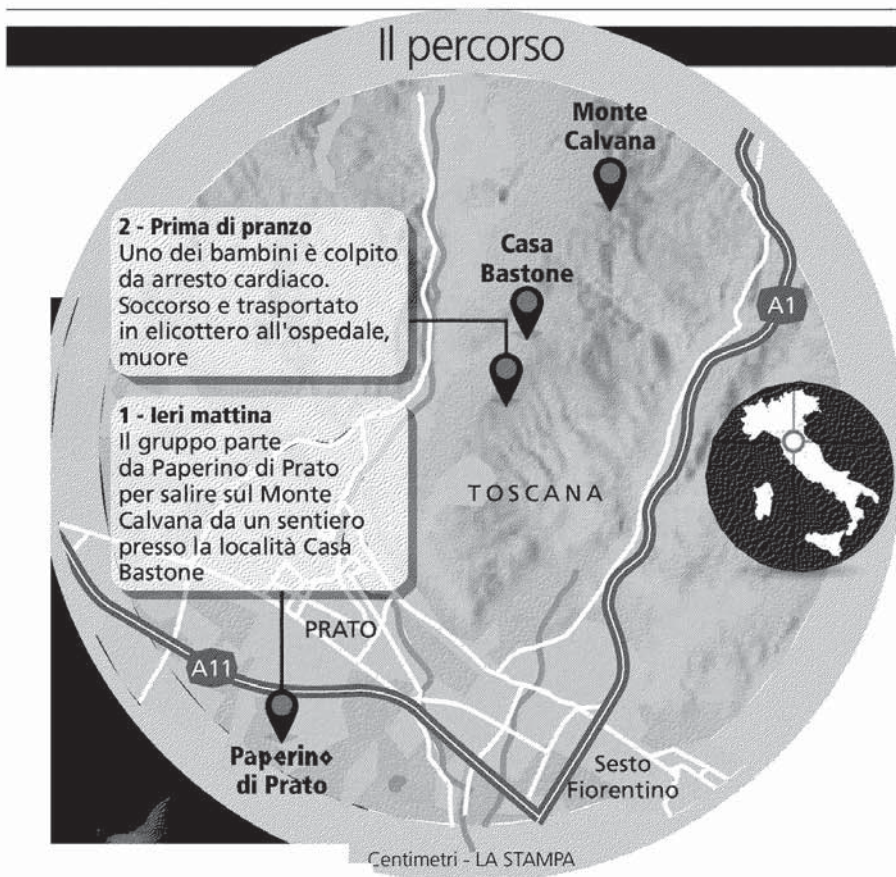 Il percorso
Monte
Calvana
Casa
Bastone
2 - Prima di pranzo
Uno dei bambini è colpito
da arresto cardiaco.
Soccorso e trasportato
in elicottero all'ospedale,
muore
A1
1 - Ieri mattina
Il gruppo parte
da Paperino di Prato
per salire sul Monte
Calvana da un sentiero
presso la località Casa
Bastone
TOSCANA
PRATO
A11
Paperino
di Prato
Sesto
Fiorentino
Centimetri - LA STAMPA